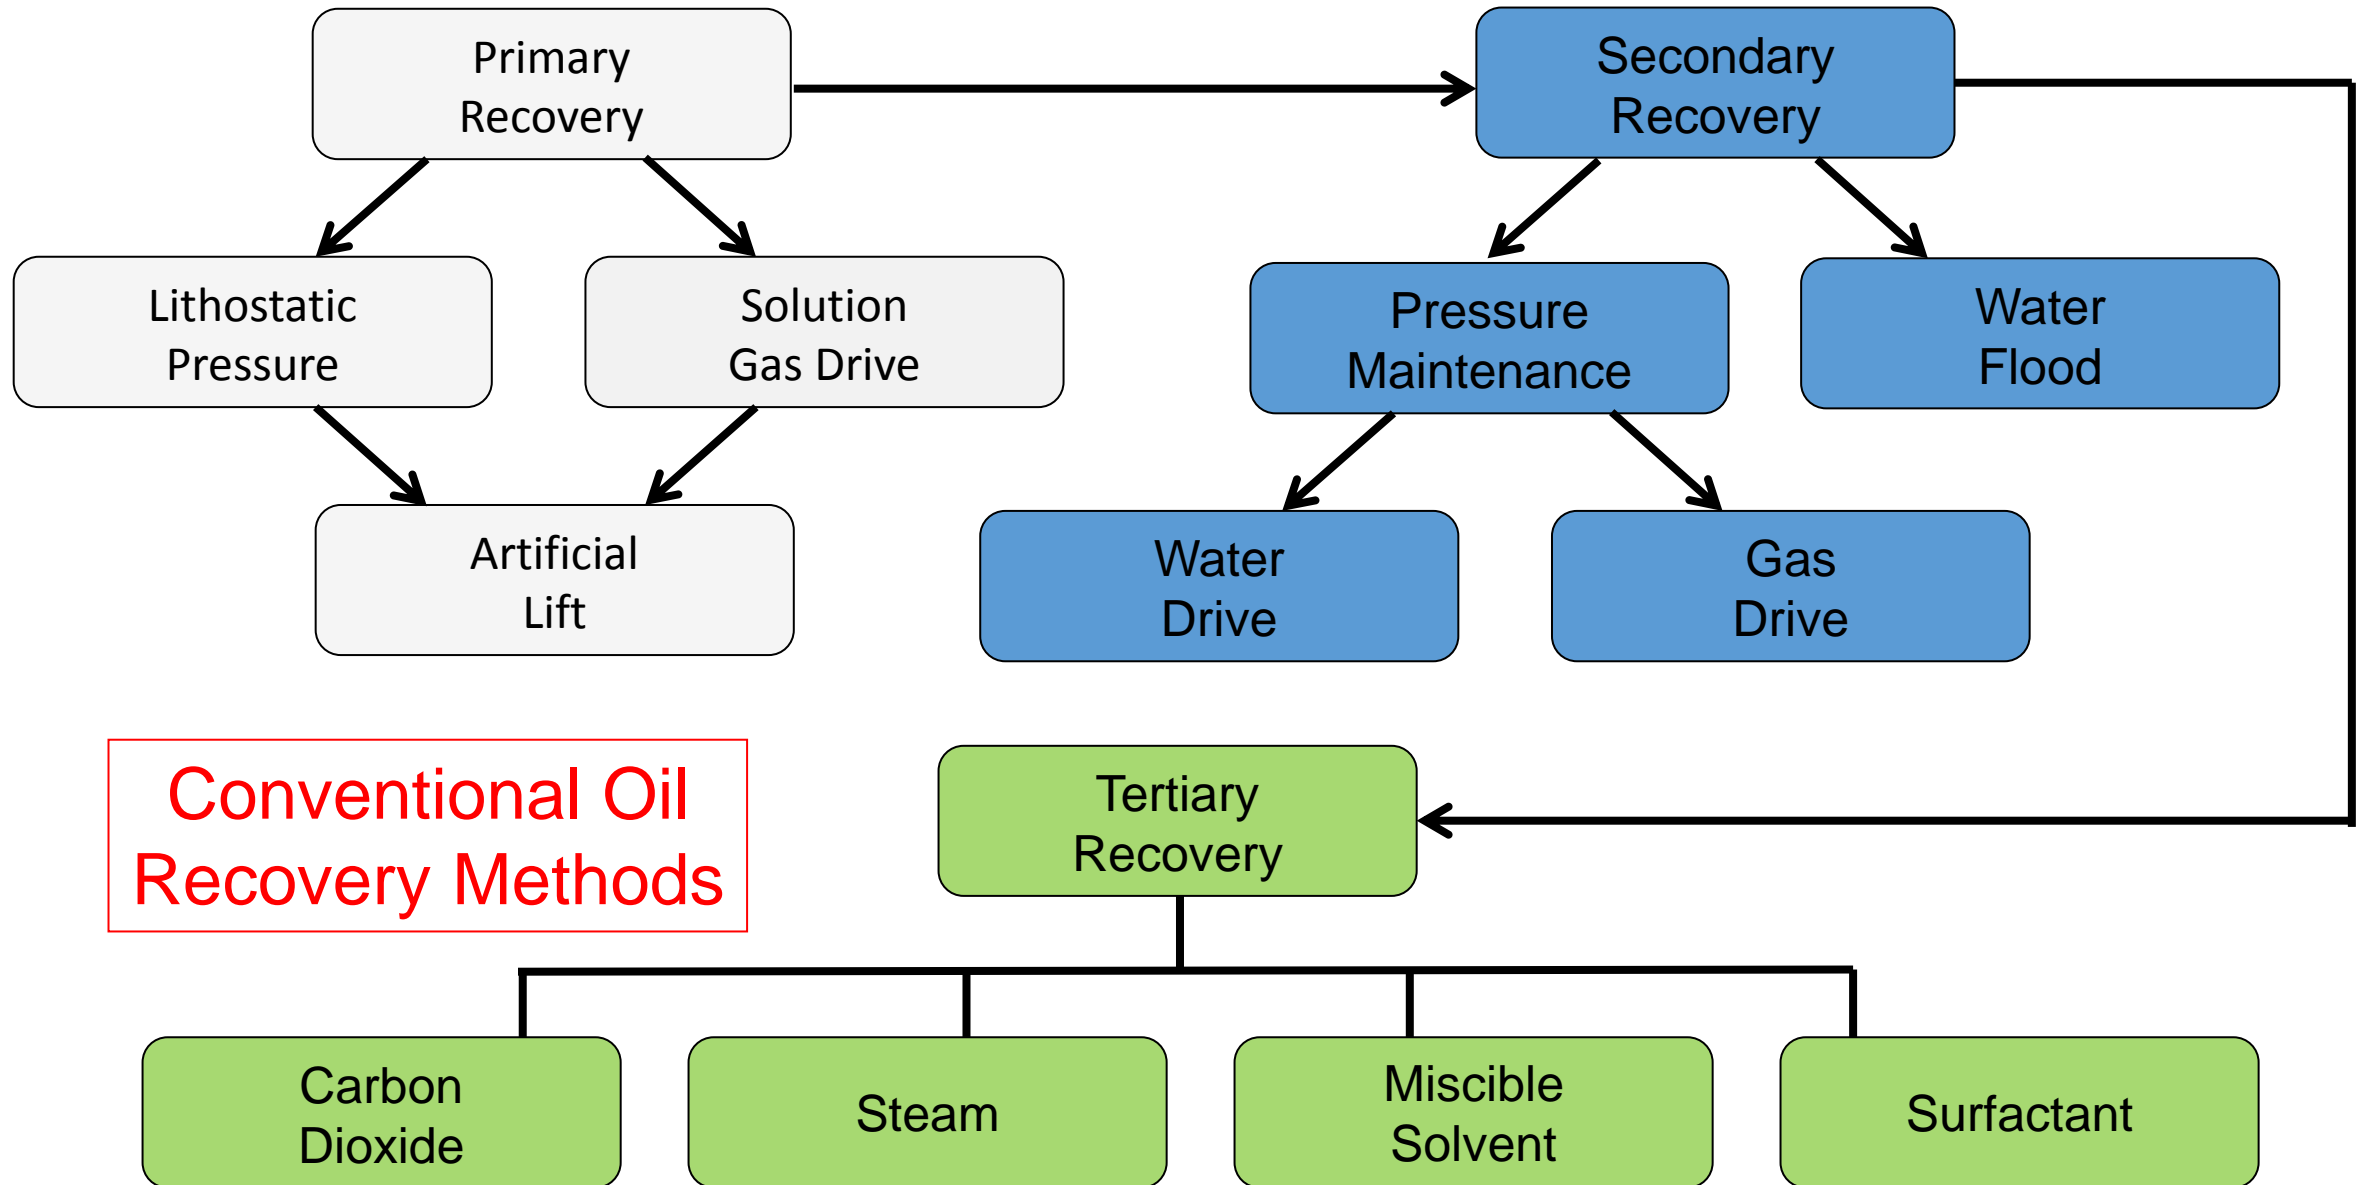 Primary
Recovery
Secondary
Recovery
Lithostatic
Pressure
Solution
Gas Drive
Pressure
Maintenance
Water
Flood
Artificial
Lift
Water
Drive
Gas
Drive
Conventional Oil
Recovery Methods
Tertiary
Recovery
Carbon
Dioxide
Steam
Miscible
Solvent
Surfactant